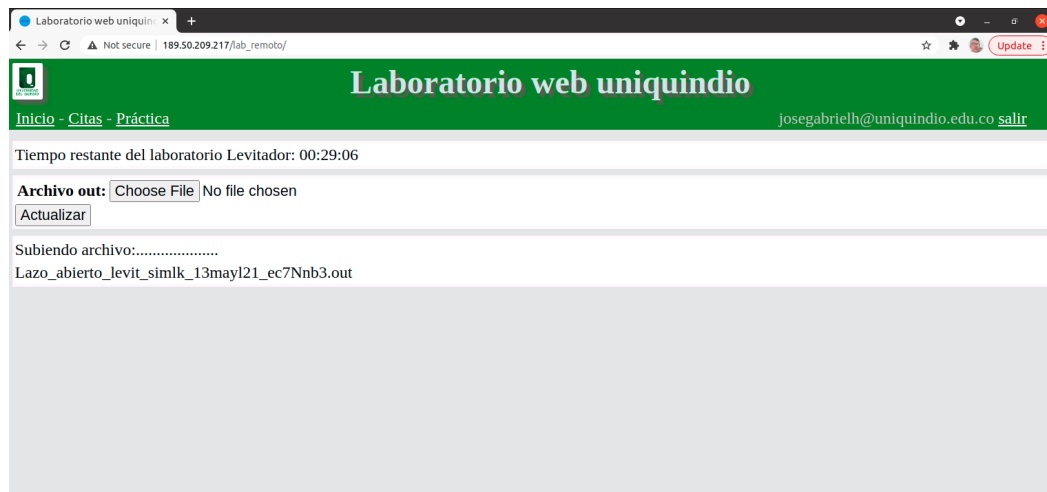 Laboratorio web uniquin
Not secure | 189.50.209.217/lab_remoto/
Update
Laboratorio web uniquindio
Inicio - Citas - Práctica
josegabrielh@uniquindio.edu.co salir
Tiempo restante del laboratorio Levitador: 00:29:06
Archivo out: Choose File No file chosen
Actualizar
Subiendo archivo:....................
Lazo_abierto_levit_simlk_13mayl21_ec7Nnb3.out